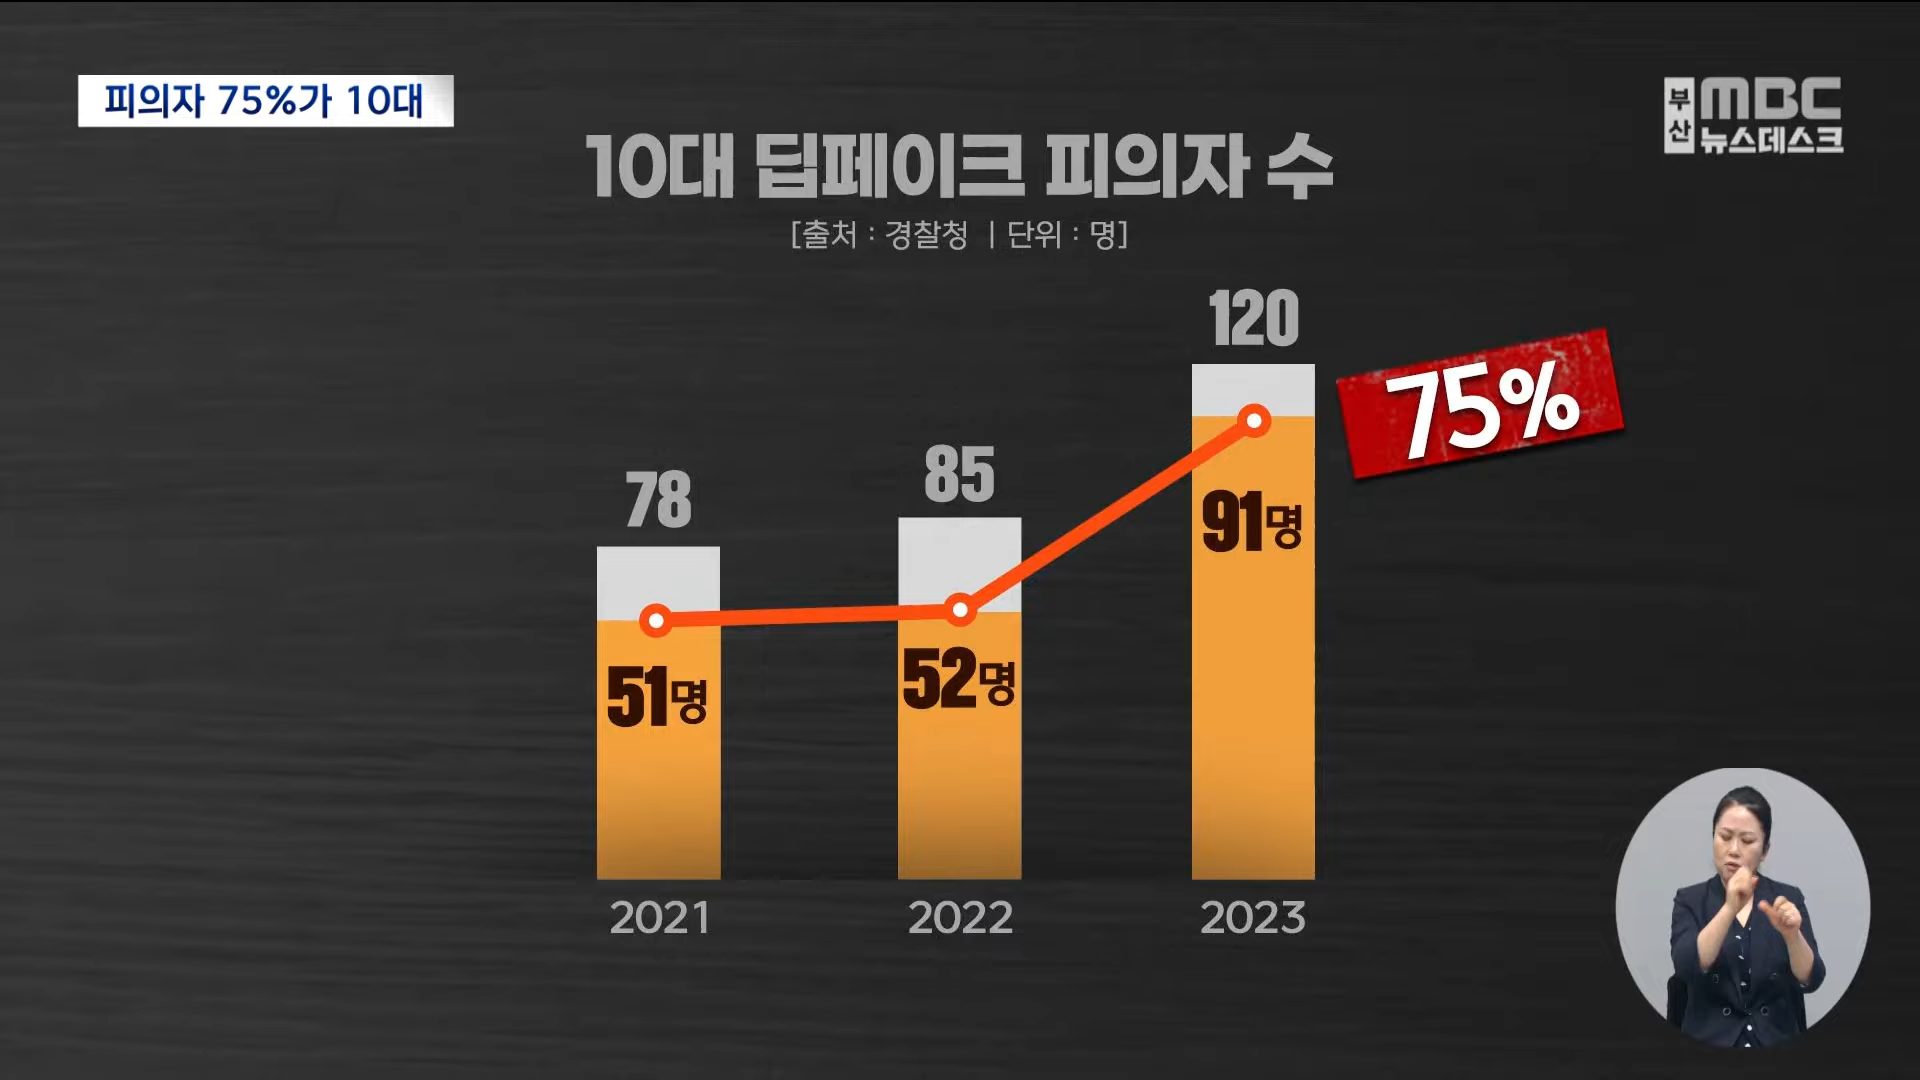 피의자 75%가 10대
부산 MBC
뉴스데스크
10대 딥페이크 피의자 수
[출처 : 경찰청 | 단위 : 명]
120
75%
85
78
91명
52명
51명
2021 2022 2023